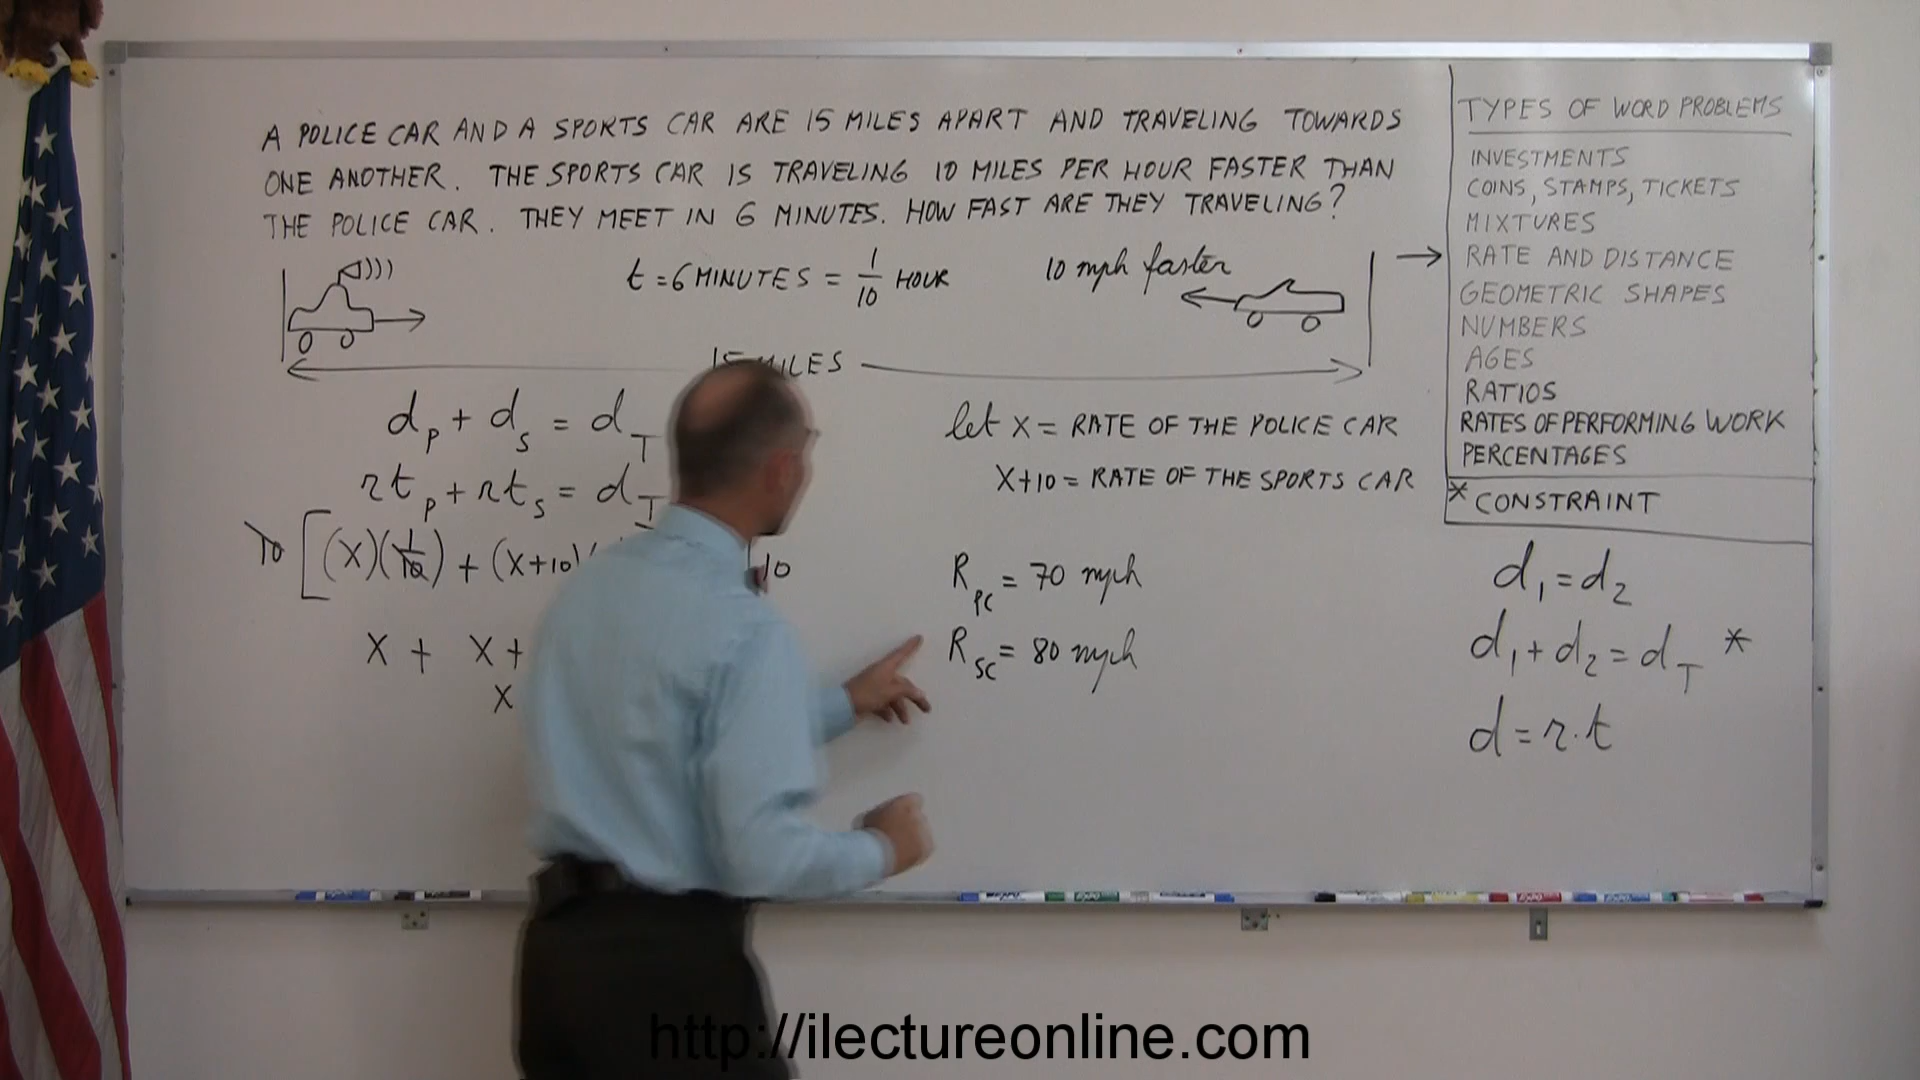 A POLICE CAR AND A SPORTS CAR ARE 15 MILES APART AND TRAVELING TOWARDS
ONE ANOTHER. THE SPORTS CAR IS TRAVELING 10 MILES PER HOUR FASTER THAN
THE POLICE CAR. THEY MEET IN 6 MINUTES. HOW FAST ARE THEY TRAVELING?
t = 6 MINUTES = 1/10 HOUR
10 mph faster
15 MILES
d_P + d_S = d_T
rt_P + rt_S = d_T
10 [(X)(1/10) + (X+10)(
10
X + X +
X
let X = RATE OF THE POLICE CAR
X+10 = RATE OF THE SPORTS CAR
R_PC = 70 mph
R_SC = 80 mph
TYPES OF WORD PROBLEMS
INVESTMENTS
COINS, STAMPS, TICKETS
MIXTURES
→ RATE AND DISTANCE
GEOMETRIC SHAPES
NUMBERS
AGES
RATIOS
RATES OF PERFORMING WORK
PERCENTAGES
* CONSTRAINT
d_1 = d_2
d_1 + d_2 = d_T *
d = r·t
http://ilectureonline.com